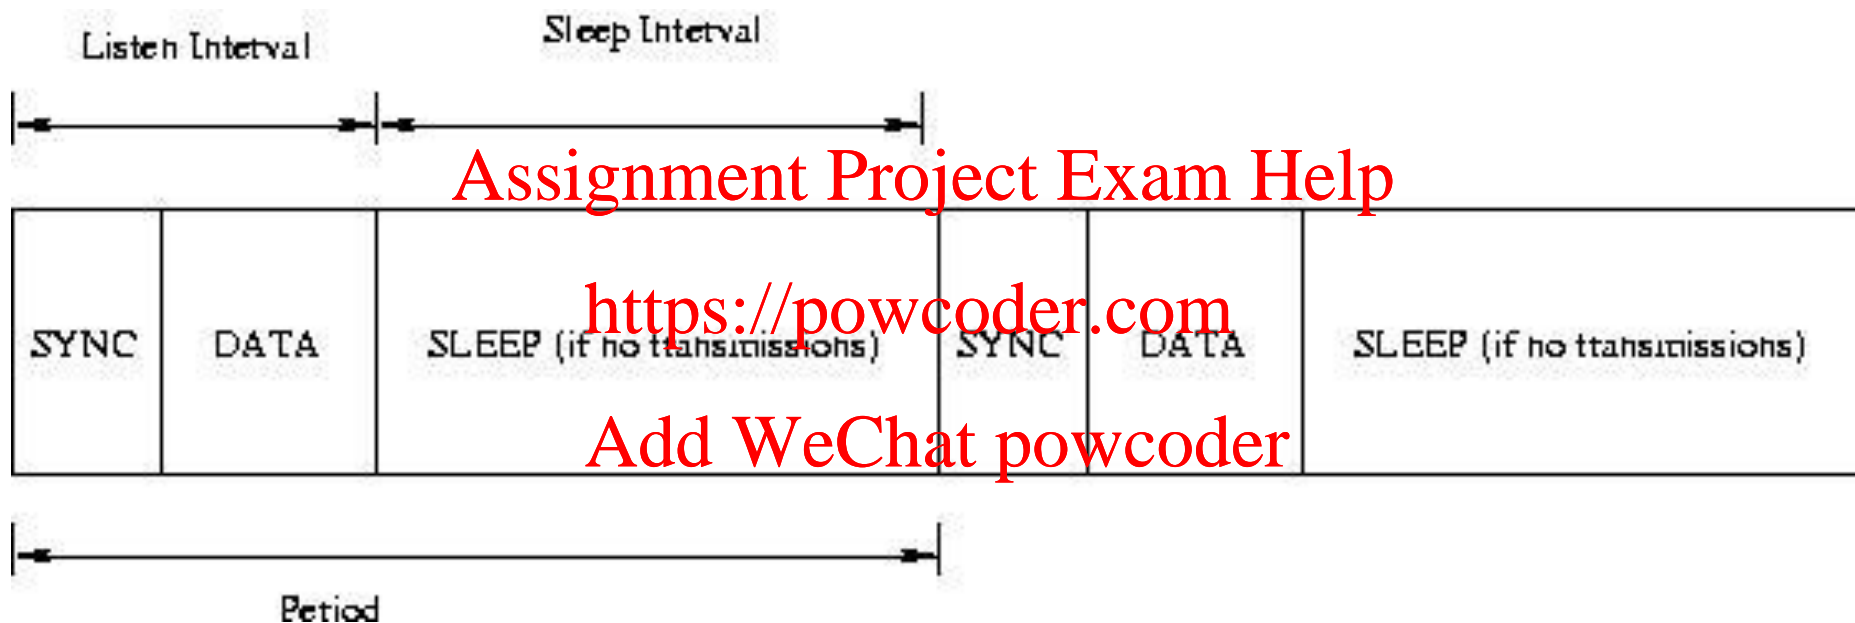 Listen Interval
Sleep Interval
Assignment Project Exam Help
https://powcoder.com
SYNC DATA SLEEP (if no transmissions) SYNC DATA SLEEP (if no transmissions)
Add WeChat powcoder
Period